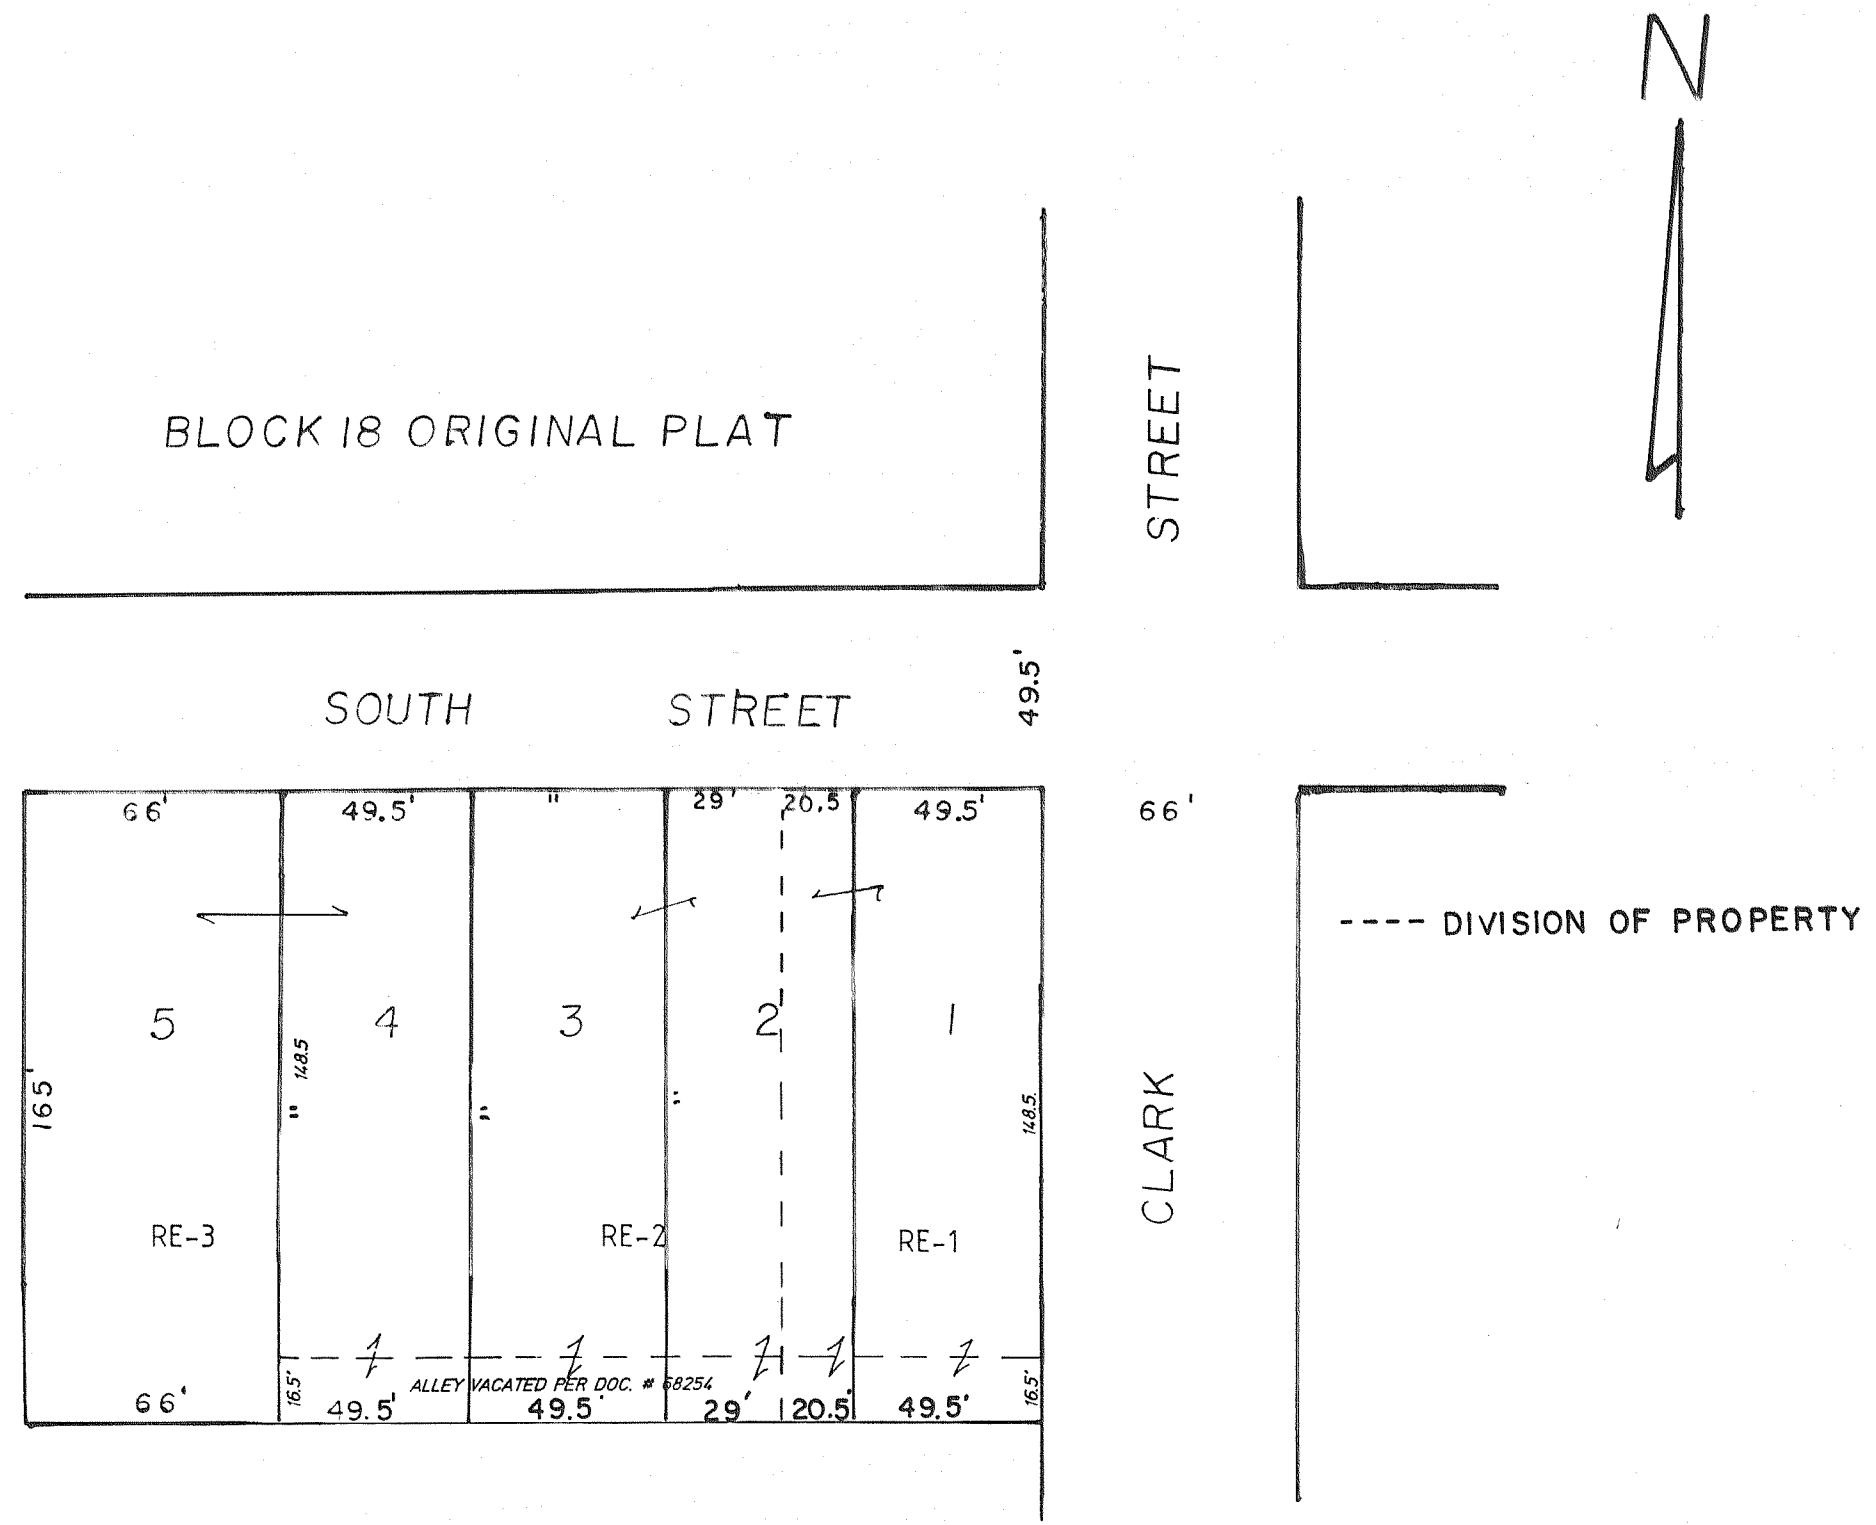 N
BLOCK 18 ORIGINAL PLAT
STREET
SOUTH STREET
49.5'
66' 49.5' " 29' 20.5 49.5' 66'
---- DIVISION OF PROPERTY
5 4 3 2 1
148.5
165' " " " 148.5
CLARK
RE-3 RE-2 RE-1
ALLEY VACATED PER DOC. # 68254
16.5' 16.5'
66' 49.5' 49.5' 29' 20.5' 49.5'